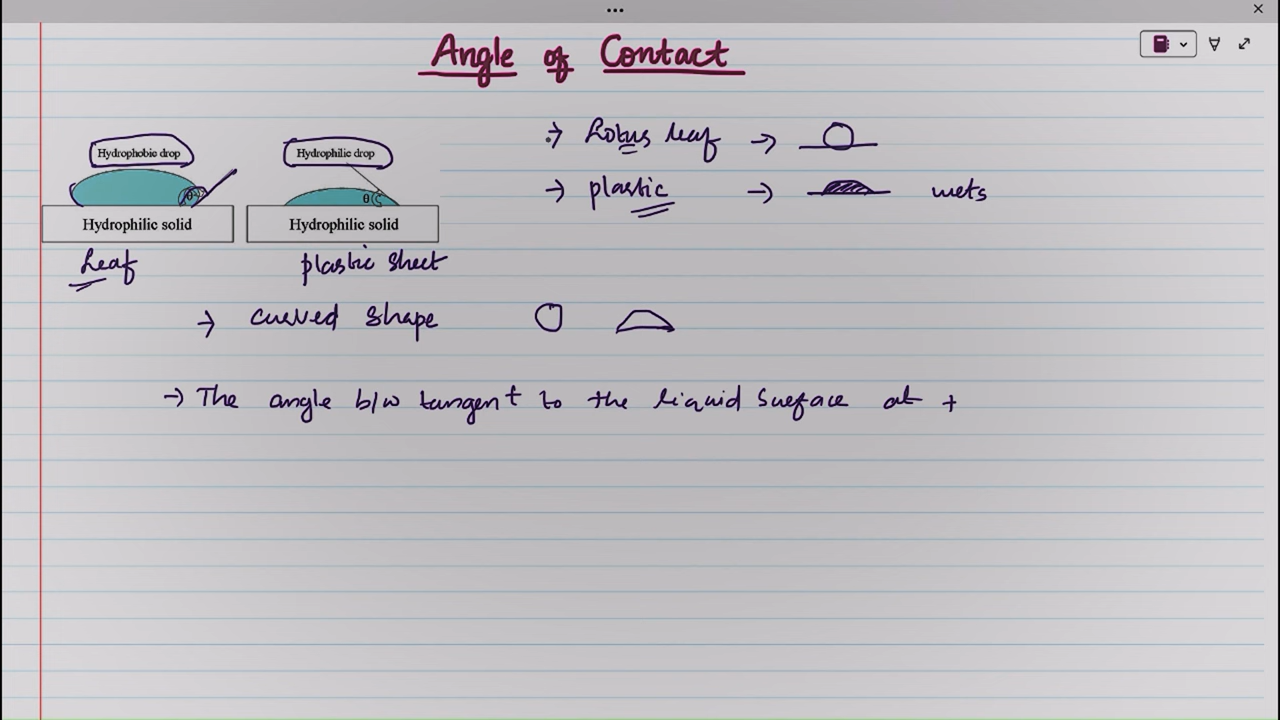 Angle of Contact
Hydrophobic drop
Hydrophilic drop
→ Lotus leaf →
→ plastic → wets
θ
θ
Hydrophilic solid
Hydrophilic solid
Leaf
plastic sheet
→ curved shape
→ The angle b/w tangent to the liquid surface at t